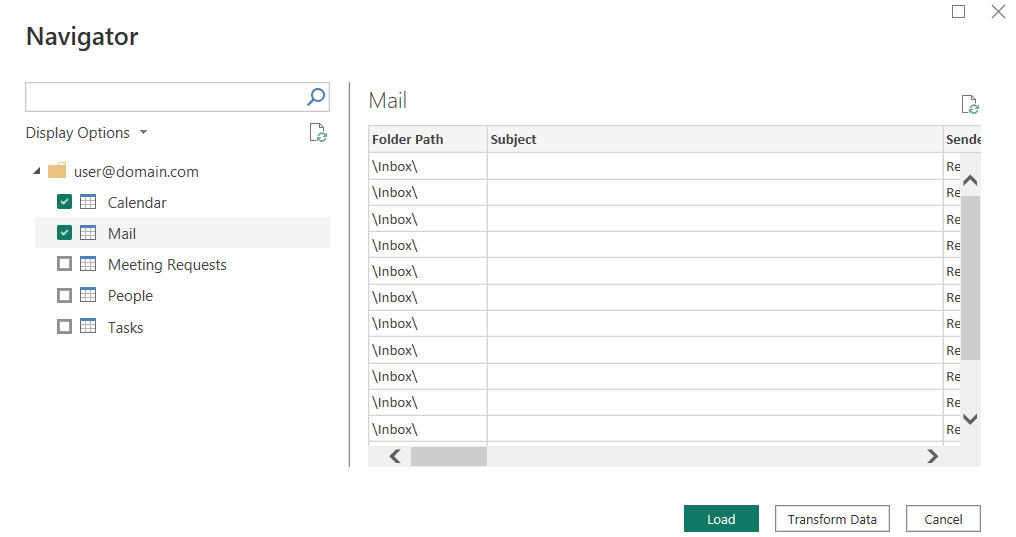 Navigator
Display Options
user@domain.com
Calendar
Mail
Meeting Requests
People
Tasks
Mail
Folder Path Subject Sende
\Inbox\ Re
\Inbox\ Re
\Inbox\ Re
\Inbox\ Re
\Inbox\ Re
\Inbox\ Re
\Inbox\ Re
\Inbox\ Re
\Inbox\ Re
\Inbox\ Re
\Inbox\ Re
Load Transform Data Cancel